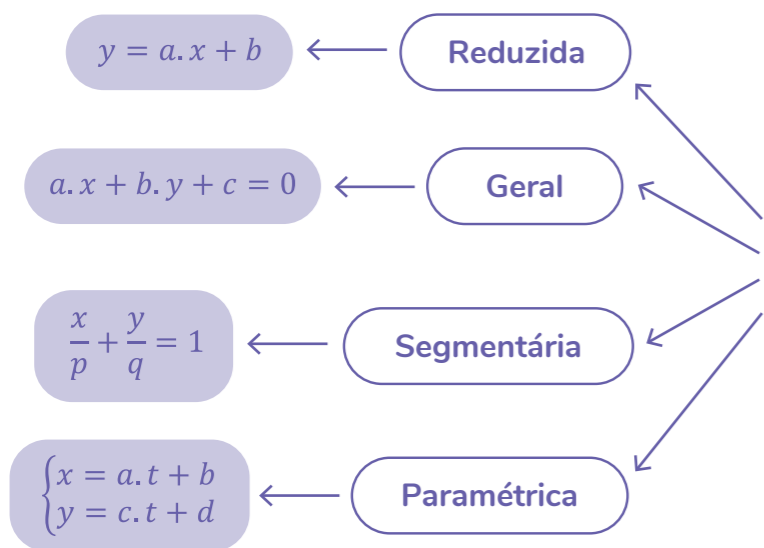 y = a.x + b
Reduzida
a.x + b.y + c = 0
Geral
x/p + y/q = 1
Segmentária
{x = a.t + b
y = c.t + d
Paramétrica